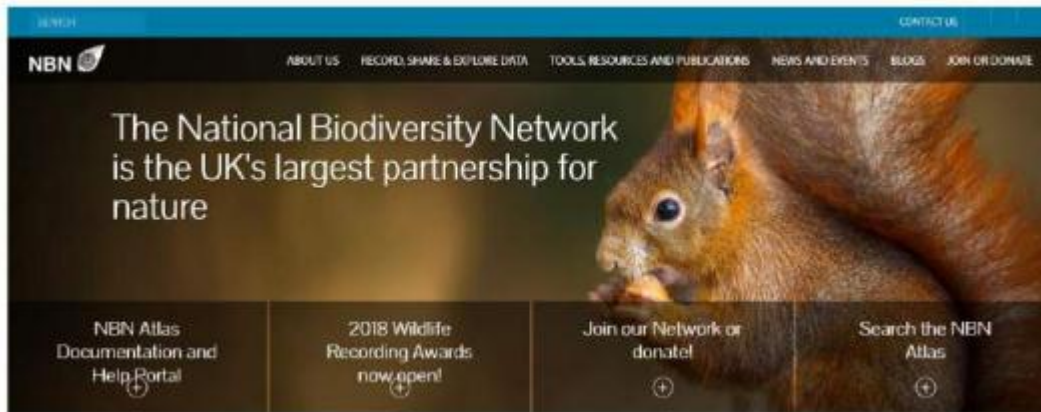 SEARCH
CONTACT US
NBN
ABOUT US RECORD, SHARE & EXPLORE DATA TOOLS, RESOURCES AND PUBLICATIONS NEWS AND EVENTS BLOGS JOIN OR DONATE
The National Biodiversity Network
is the UK's largest partnership for
nature
NBN Atlas
Documentation and
Help Portal
2018 Wildlife
Recording Awards
now open!
Join our Network or
donate!
Search the NBN
Atlas